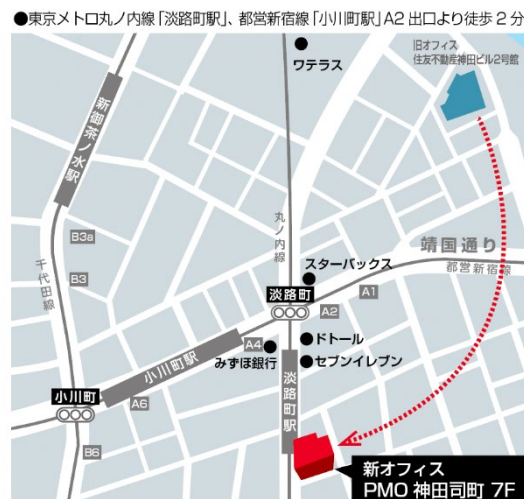 ●東京メトロ丸ノ内線「淡路町駅」、都営新宿線「小川町駅」A2出口より徒歩2分
ワテラス
旧オフィス
住友不動産神田ビル2号館
新御茶ノ水駅
丸ノ内線
B3a
B3
千代田線
靖国通り
都営新宿線
スターバックス
淡路町
A1
A2
ドトール
セブンイレブン
A4
みずほ銀行
小川町駅
淡路町駅
小川町
A6
B6
新オフィス
PMO 神田司町 7F